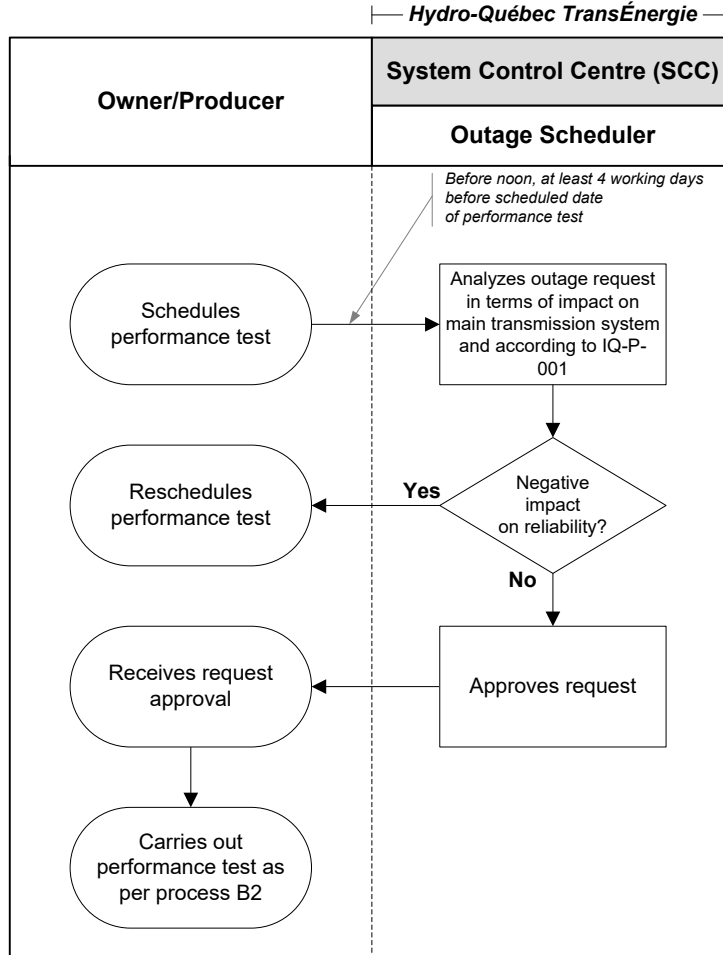 Hydro-Québec TransÉnergie
Owner/Producer
System Control Centre (SCC)
Outage Scheduler
Before noon, at least 4 working days
before scheduled date
of performance test
Schedules
performance test
Analyzes outage request
in terms of impact on
main transmission system
and according to IQ-P-
001
Reschedules
performance test
Yes
Negative
impact
on reliability?
No
Receives request
approval
Approves request
Carries out
performance test as
per process B2